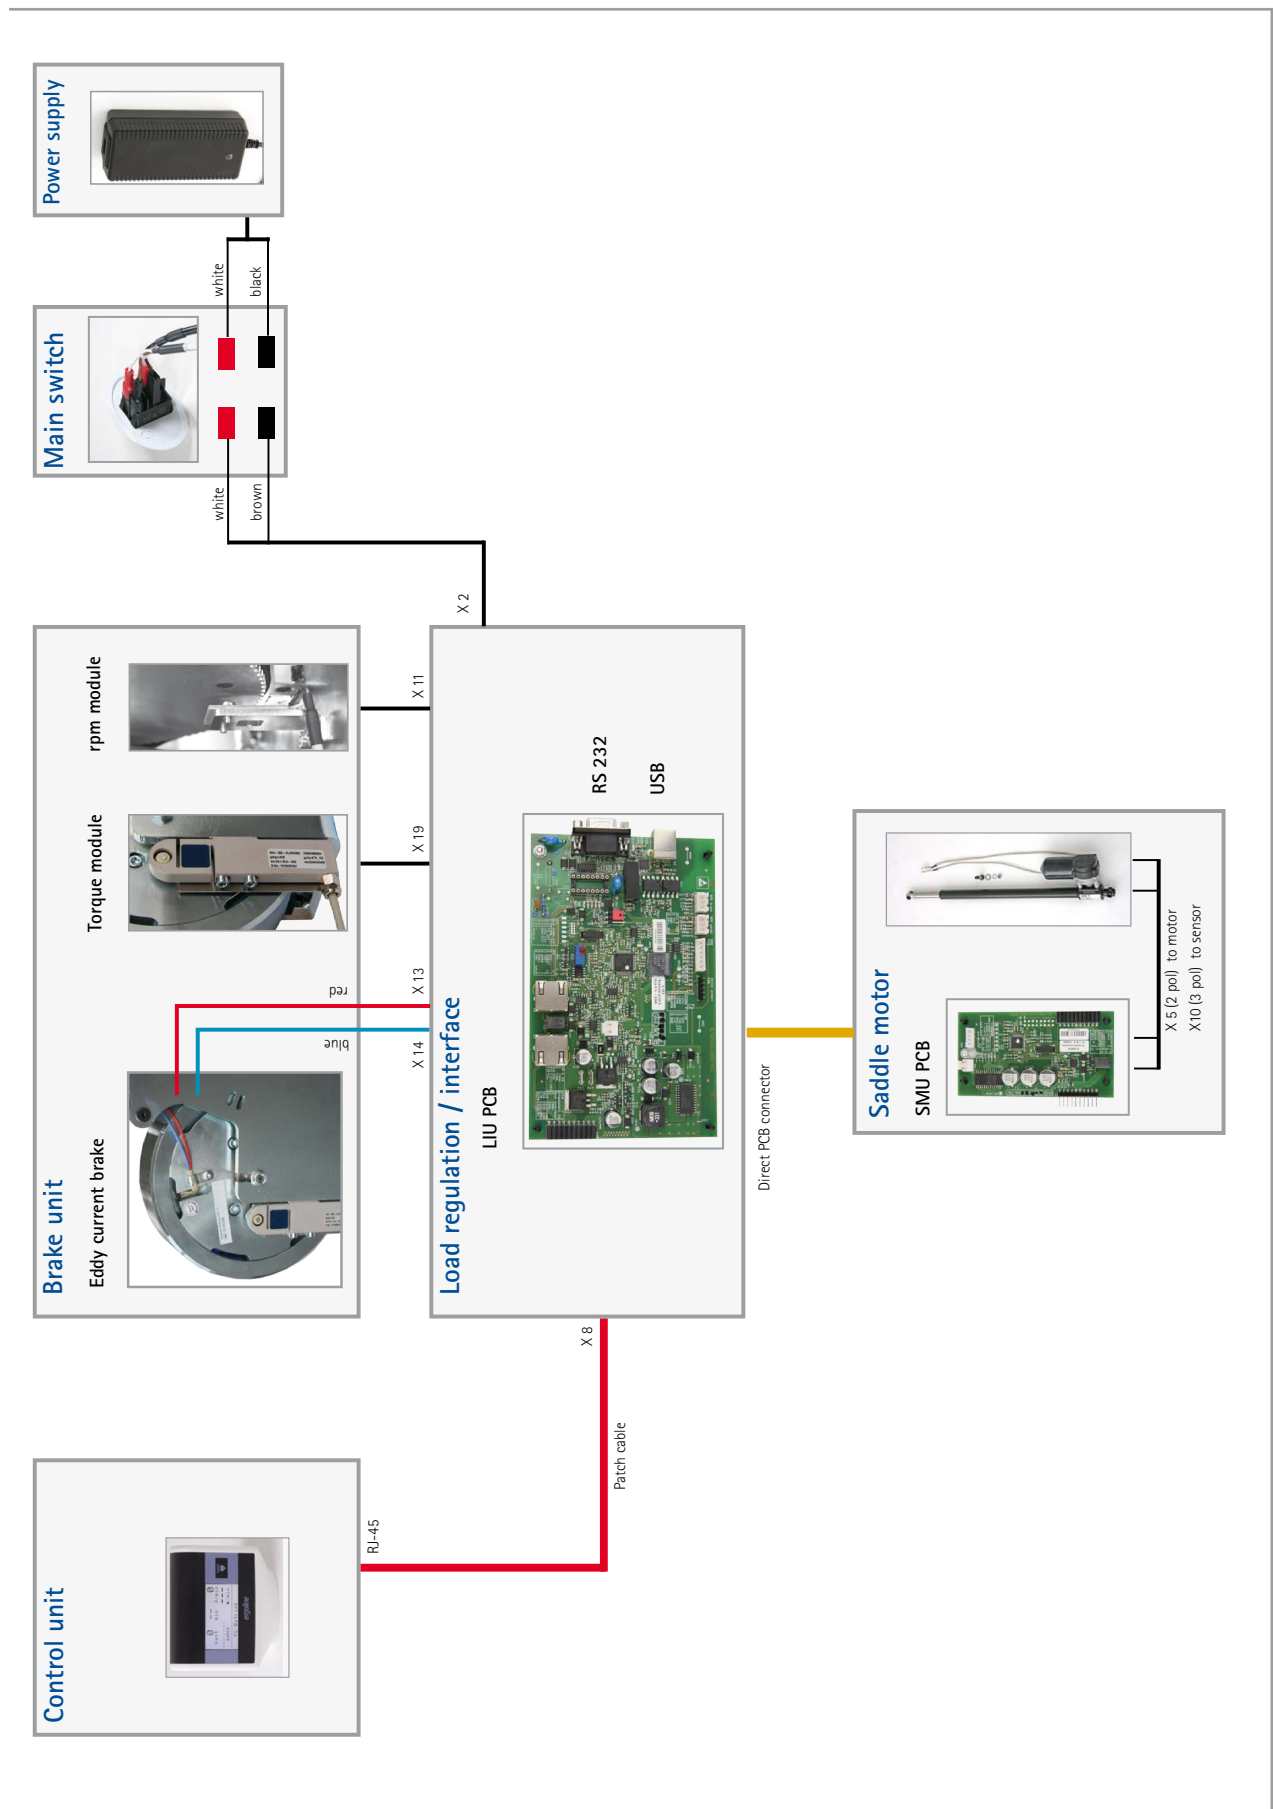 Control unit
ergoline
RJ-45
Patch cable
X 8
Brake unit
Eddy current brake
Torque module
rpm module
blue
red
X 14
X 13
X 19
X 11
Load regulation / interface
LIU PCB
RS 232
USB
X 2
Main switch
white
brown
white
black
Power supply
Direct PCB connector
Saddle motor
SMU PCB
X 5 (2 pol) to motor
X10 (3 pol) to sensor